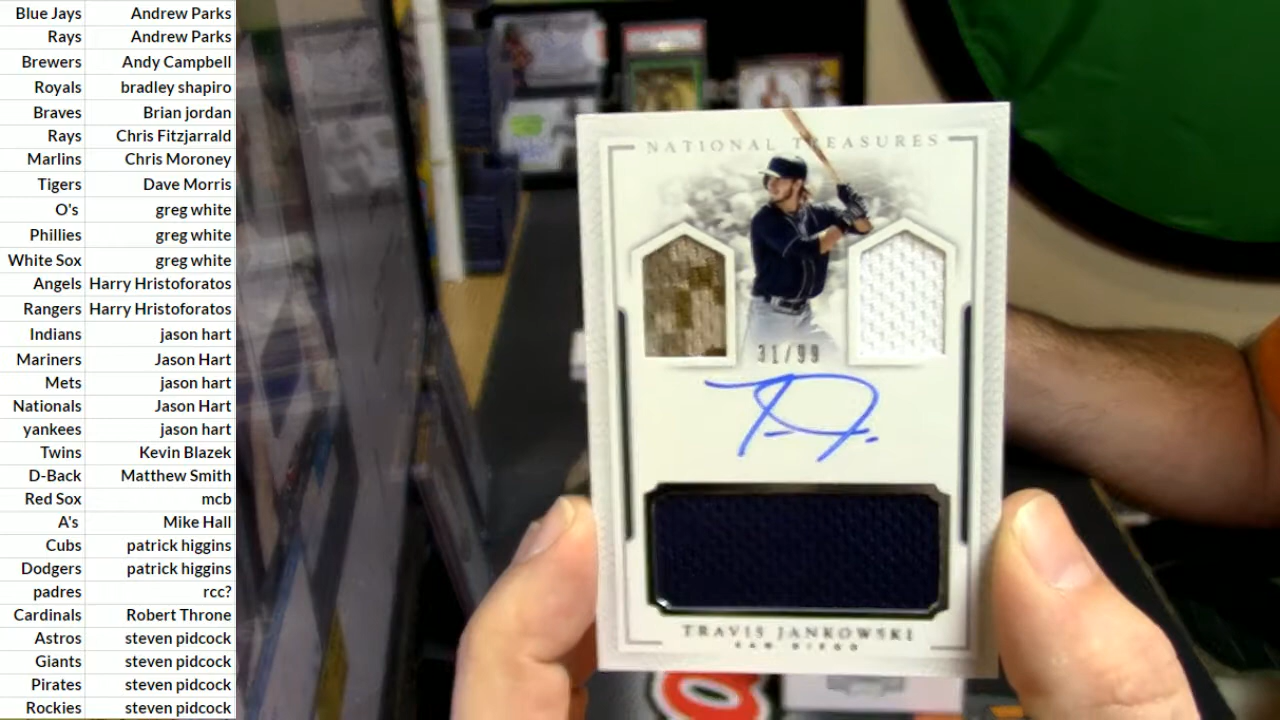 Blue Jays Andrew Parks
Rays Andrew Parks
Brewers Andy Campbell
Royals bradley shapiro
Braves Brian jordan
Rays Chris Fitzjarrald
Marlins Chris Moroney
Tigers Dave Morris
O's greg white
Phillies greg white
White Sox greg white
Angels Harry Hristoforatos
Rangers Harry Hristoforatos
Indians jason hart
Mariners Jason Hart
Mets jason hart
Nationals Jason Hart
yankees jason hart
Twins Kevin Blazek
D-Back Matthew Smith
Red Sox mcb
A's Mike Hall
Cubs patrick higgins
Dodgers patrick higgins
padres rcc?
Cardinals Robert Throne
Astros steven pidcock
Giants steven pidcock
Pirates steven pidcock
Rockies steven pidcock
NATIONAL TREASURES
31/99
TRAVIS JANKOWSKI
SAN DIEGO